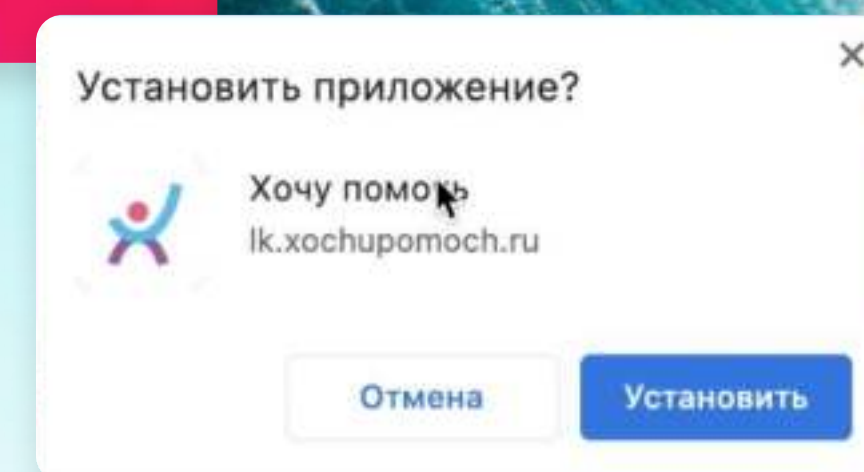 Установить приложение?
Хочу помочь
lk.xochupomoch.ru
Отмена
Установить